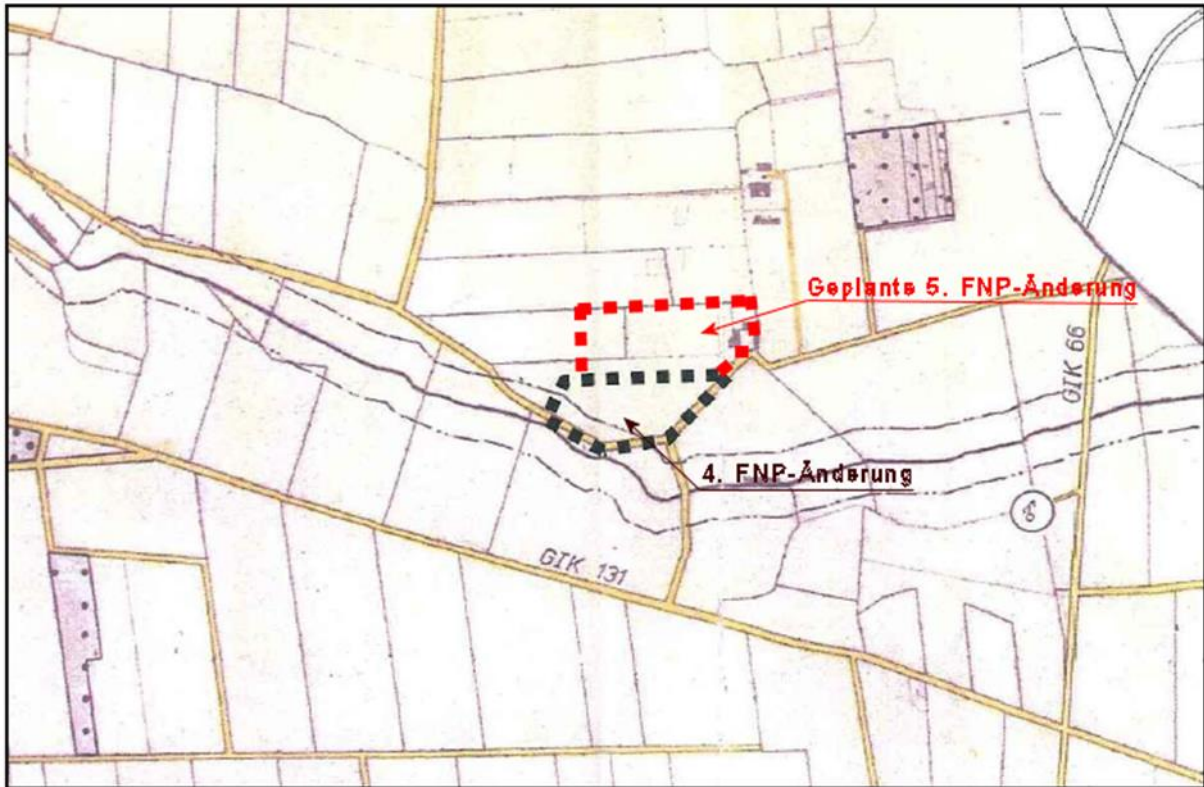 Geplante 5. FNP-Änderung
GIK 66
4. FNP-Änderung
GIK 131